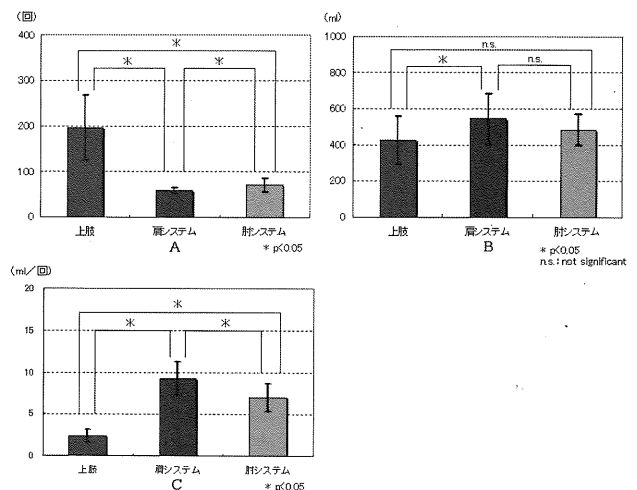 (回)
400
300
200
100
0
*
*
*
上肢
肩システム
肘システム
A
* p<0.05
(ml)
1000
800
600
400
200
0
n.s.
*
n.s.
上肢
肩システム
肘システム
B
* p<0.05
n.s.: not significant
(ml/回)
20
15
10
5
0
*
*
*
上肢
肩システム
肘システム
C
* p<0.05